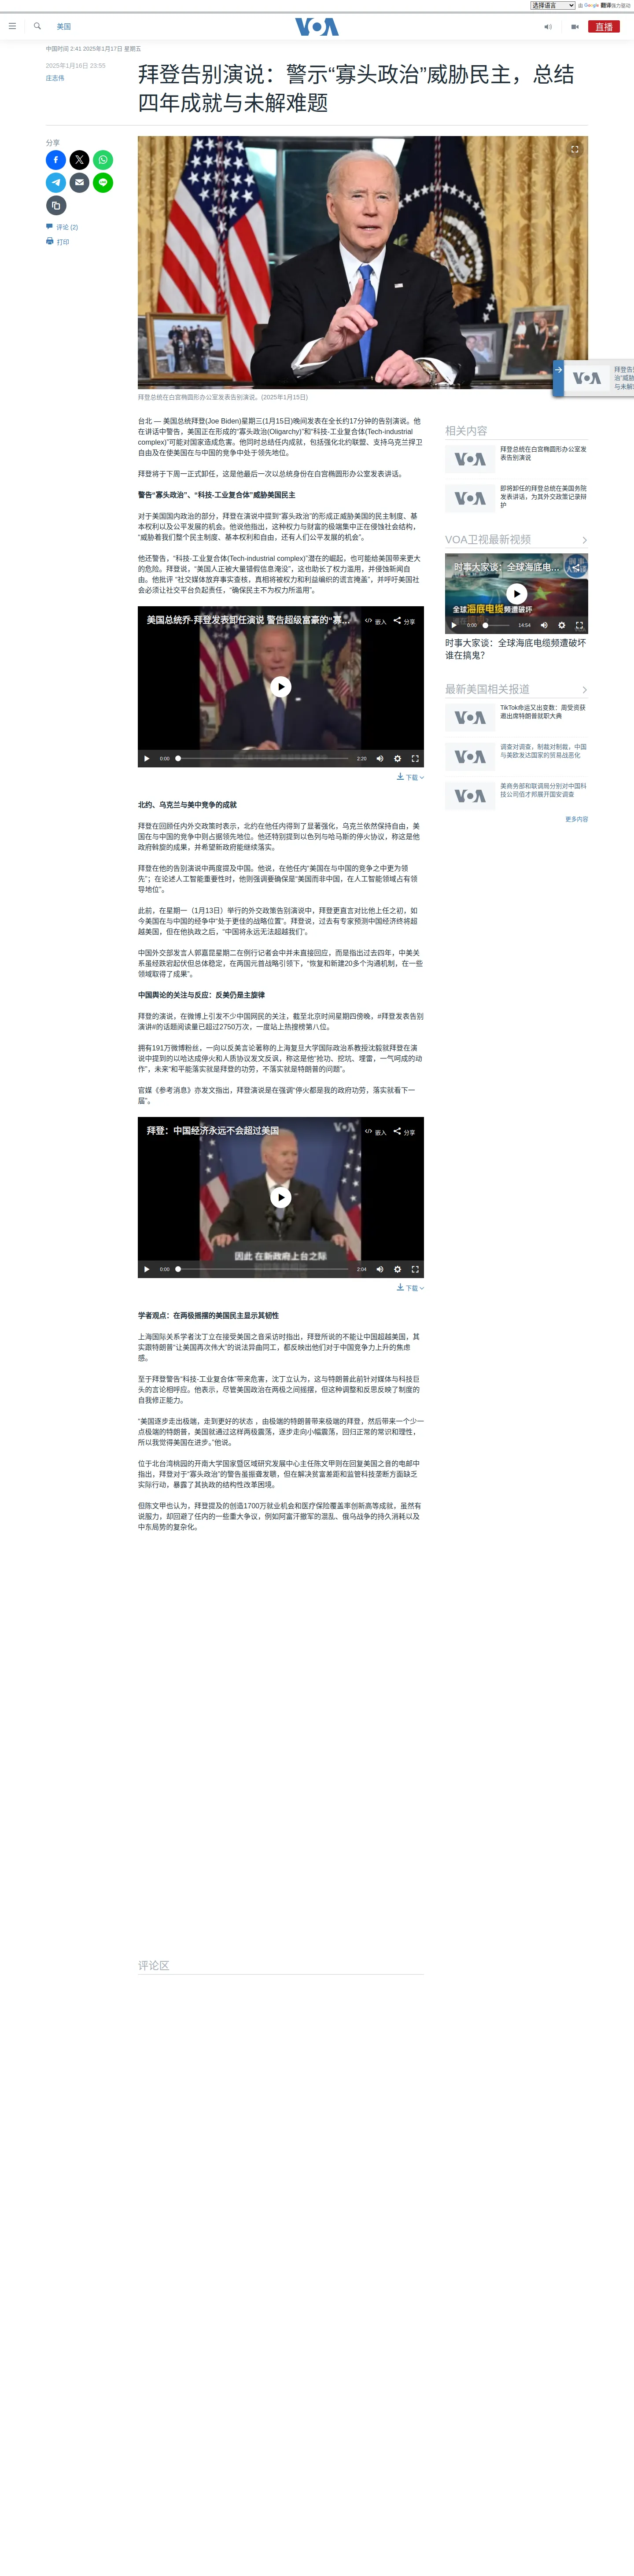 选择语言 由 Google 翻译强力驱动
美国
VOA
直播
中国时间 2:41 2025年1月17日 星期五
2025年1月16日 23:55
庄志伟
拜登告别演说：警示“寡头政治”威胁民主，总结
四年成就与未解难题
分享
评论 (2)
打印
拜登总统在白宫椭圆形办公室发表告别演说。(2025年1月15日)
台北 — 美国总统拜登(Joe Biden)星期三(1月15日)晚间发表在全长约17分钟的告别演说。他
在讲话中警告，美国正在形成的“寡头政治(Oligarchy)”和“科技-工业复合体(Tech-industrial
complex)”可能对国家造成危害。他同时总结任内成就，包括强化北约联盟、支持乌克兰捍卫
自由及在使美国在与中国的竞争中处于领先地位。
拜登将于下周一正式卸任，这是他最后一次以总统身份在白宫椭圆形办公室发表讲话。
警告“寡头政治”、“科技-工业复合体”威胁美国民主
对于美国国内政治的部分，拜登在演说中提到“寡头政治”的形成正威胁美国的民主制度、基
本权利以及公平发展的机会。他说他指出，这种权力与财富的极端集中正在侵蚀社会结构，
“威胁着我们整个民主制度、基本权利和自由，还有人们公平发展的机会”。
他还警告，“科技-工业复合体(Tech-industrial complex)”潜在的崛起，也可能给美国带来更大
的危险。拜登说，“美国人正被大量错假信息淹没”，这也助长了权力滥用，并侵蚀新闻自
由。他批评 “社交媒体放弃事实查核，真相将被权力和利益编织的谎言掩盖”，并呼吁美国社
会必须让社交平台负起责任，“确保民主不为权力所滥用”。
美国总统乔·拜登发表卸任演说 警告超级富豪的“寡...
嵌入 分享
0:00 2:20
下载
北约、乌克兰与美中竞争的成就
拜登在回顾任内外交政策时表示，北约在他任内得到了显著强化，乌克兰依然保持自由，美
国在与中国的竞争中则占据领先地位。他还特别提到以色列与哈马斯的停火协议，称这是他
政府斡旋的成果，并希望新政府能继续落实。
拜登在他的告别演说中两度提及中国。他说，在他任内“美国在与中国的竞争之中更为领
先”；在论述人工智能重要性时，他则强调要确保是“美国而非中国，在人工智能领域占有领
导地位”。
此前，在星期一（1月13日）举行的外交政策告别演说中，拜登更直言对比他上任之初，如
今美国在与中国的经争中“处于更佳的战略位置”。拜登说，过去有专家预测中国经济终将超
越美国，但在他执政之后，“中国将永远无法超越我们”。
中国外交部发言人郭嘉昆星期二在例行记者会中并未直接回应，而是指出过去四年，中美关
系虽经跌宕起伏但总体稳定，在两国元首战略引领下，“恢复和新建20多个沟通机制，在一些
领域取得了成果”。
中国舆论的关注与反应：反美仍是主旋律
拜登的演说，在微博上引发不少中国网民的关注，截至北京时间星期四傍晚，#拜登发表告别
演讲#的话题阅读量已超过2750万次，一度站上热搜榜第八位。
拥有191万微博粉丝，一向以反美言论著称的上海复旦大学国际政治系教授沈毅就拜登在演
说中提到的以哈达成停火和人质协议发文反讽，称这是他“抢功、挖坑、埋雷，一气呵成的动
作”，未来“和平能落实就是拜登的功劳，不落实就是特朗普的问题”。
官媒《参考消息》亦发文指出，拜登演说是在强调“停火都是我的政府功劳，落实就看下一
届”。
拜登：中国经济永远不会超过美国
VOA
嵌入 分享
因此 在新政府上台之际
0:00 2:04
下载
学者观点：在两极摇摆的美国民主显示其韧性
上海国际关系学者沈丁立在接受美国之音采访时指出，拜登所说的不能让中国超越美国，其
实跟特朗普“让美国再次伟大”的说法异曲同工，都反映出他们对于中国竞争力上升的焦虑
感。
至于拜登警告“科技-工业复合体”带来危害，沈丁立认为，这与特朗普此前针对媒体与科技巨
头的言论相呼应。他表示，尽管美国政治在两极之间摇摆，但这种调整和反思反映了制度的
自我修正能力。
“美国逐步走出极端，走到更好的状态 ，由极端的特朗普带来极端的拜登，然后带来一个少一
点极端的特朗普，美国就通过这样两极震荡，逐步走向小幅震荡，回归正常的常识和理性，
所以我觉得美国在进步。”他说。
位于北台湾桃园的开南大学国家暨区域研究发展中心主任陈文甲则在回复美国之音的电邮中
指出，拜登对于“寡头政治”的警告虽振聋发聩，但在解决贫富差距和监管科技垄断方面缺乏
实际行动，暴露了其执政的结构性改革困境。
但陈文甲也认为，拜登提及的创造1700万就业机会和医疗保险覆盖率创新高等成就，虽然有
说服力，却回避了任内的一些重大争议，例如阿富汗撤军的混乱、俄乌战争的持久消耗以及
中东局势的复杂化。
评论区
相关内容
VOA
拜登总统在白宫椭圆形办公室发
表告别演说
VOA
即将卸任的拜登总统在美国务院
发表讲话，为其外交政策记录辩
护
VOA卫视最新视频
时事大家谈：全球海底电...
全球海底电缆频遭破坏
0:00 14:54
时事大家谈：全球海底电缆频遭破坏
谁在搞鬼？
最新美国相关报道
VOA
TikTok命运又出变数：周受资获
邀出席特朗普就职大典
VOA
调查对调查，制裁对制裁，中国
与美欧发达国家的贸易战恶化
VOA
美商务部和联调局分别对中国科
技公司佰才邦展开国安调查
更多内容
VOA